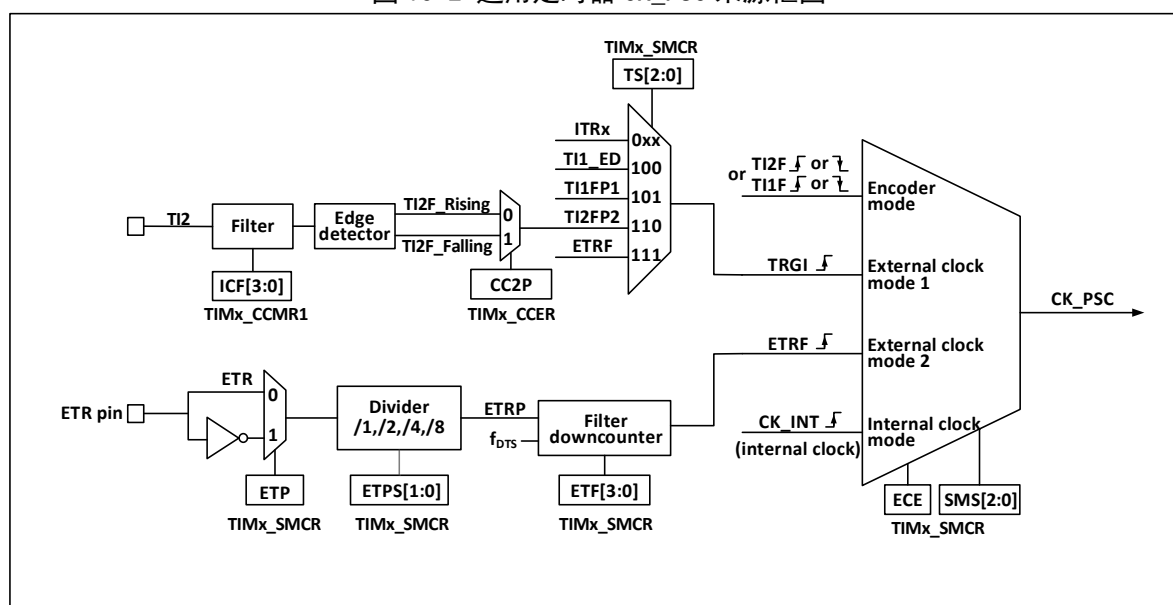 TIMx_SMCR
TS[2:0]
ITRx
0xx
TI1_ED
100
TI1FP1
101
TI2FP2
110
ETRF
111
TI2
Filter
ICF[3:0]
TIMx_CCMR1
Edge
detector
TI2F_Rising
TI2F_Falling
0
1
CC2P
TIMx_CCER
or TI2F or
TI1F or
Encoder
mode
TRGI
External clock
mode 1
ETRF
External clock
mode 2
CK_INT
(internal clock)
Internal clock
mode
CK_PSC
ECE
SMS[2:0]
TIMx_SMCR
ETR pin
ETR
0
1
ETP
TIMx_SMCR
Divider
/1,/2,/4,/8
ETPS[1:0]
TIMx_SMCR
ETRP
fDTS
Filter
downcounter
ETF[3:0]
TIMx_SMCR